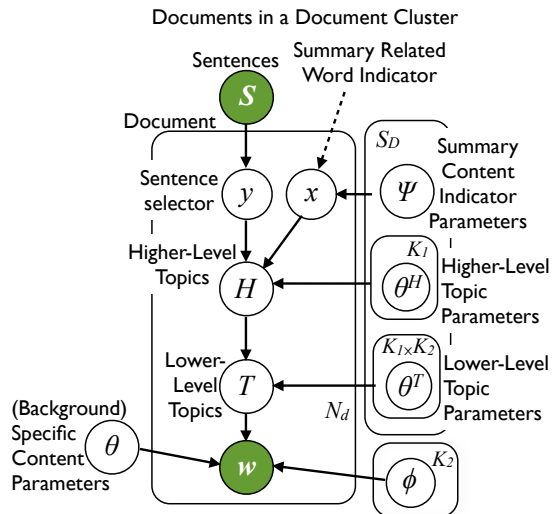 Documents in a Document Cluster
Sentences
Summary Related
Word Indicator
S
Document
S_D
Summary
Content
Indicator
Parameters
Sentence
selector
y
x
Ψ
Higher-Level
Topics
H
K_1
θ^H
Higher-Level
Topic
Parameters
Lower-
Level
Topics
T
K_1×K_2
θ^T
Lower-Level
Topic
Parameters
N_d
(Background)
Specific
Content
Parameters
θ
w
K_2
ϕ